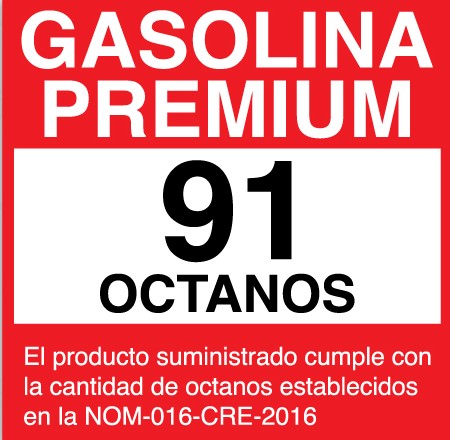 GASOLINA
PREMIUM
91
OCTANOS
El producto suministrado cumple con
la cantidad de octanos establecidos
en la NOM-016-CRE-2016